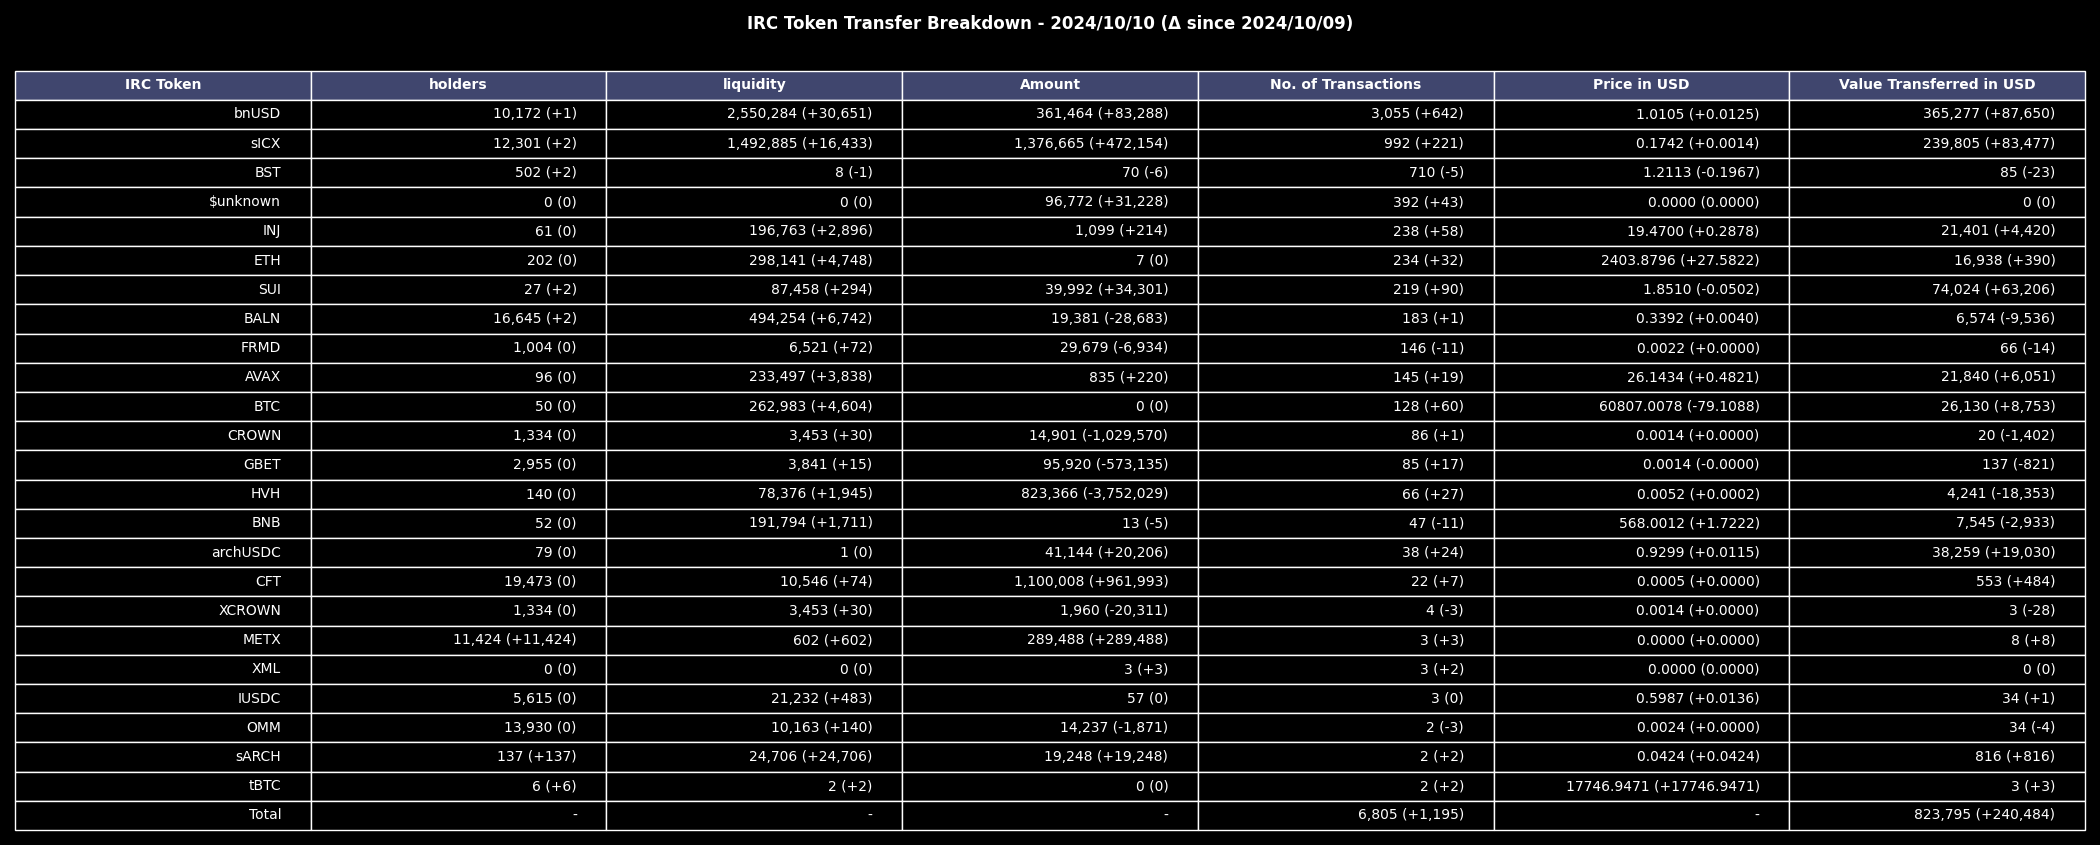 IRC Token Transfer Breakdown - 2024/10/10 (Δ since 2024/10/09)
IRC Token holders liquidity Amount No. of Transactions Price in USD Value Transferred in USD
bnUSD 10,172 (+1) 2,550,284 (+30,651) 361,464 (+83,288) 3,055 (+642) 1.0105 (+0.0125) 365,277 (+87,650)
sICX 12,301 (+2) 1,492,885 (+16,433) 1,376,665 (+472,154) 992 (+221) 0.1742 (+0.0014) 239,805 (+83,477)
BST 502 (+2) 8 (-1) 70 (-6) 710 (-5) 1.2113 (-0.1967) 85 (-23)
$unknown 0 (0) 0 (0) 96,772 (+31,228) 392 (+43) 0.0000 (0.0000) 0 (0)
INJ 61 (0) 196,763 (+2,896) 1,099 (+214) 238 (+58) 19.4700 (+0.2878) 21,401 (+4,420)
ETH 202 (0) 298,141 (+4,748) 7 (0) 234 (+32) 2403.8796 (+27.5822) 16,938 (+390)
SUI 27 (+2) 87,458 (+294) 39,992 (+34,301) 219 (+90) 1.8510 (-0.0502) 74,024 (+63,206)
BALN 16,645 (+2) 494,254 (+6,742) 19,381 (-28,683) 183 (+1) 0.3392 (+0.0040) 6,574 (-9,536)
FRMD 1,004 (0) 6,521 (+72) 29,679 (-6,934) 146 (-11) 0.0022 (+0.0000) 66 (-14)
AVAX 96 (0) 233,497 (+3,838) 835 (+220) 145 (+19) 26.1434 (+0.4821) 21,840 (+6,051)
BTC 50 (0) 262,983 (+4,604) 0 (0) 128 (+60) 60807.0078 (-79.1088) 26,130 (+8,753)
CROWN 1,334 (0) 3,453 (+30) 14,901 (-1,029,570) 86 (+1) 0.0014 (+0.0000) 20 (-1,402)
GBET 2,955 (0) 3,841 (+15) 95,920 (-573,135) 85 (+17) 0.0014 (-0.0000) 137 (-821)
HVH 140 (0) 78,376 (+1,945) 823,366 (-3,752,029) 66 (+27) 0.0052 (+0.0002) 4,241 (-18,353)
BNB 52 (0) 191,794 (+1,711) 13 (-5) 47 (-11) 568.0012 (+1.7222) 7,545 (-2,933)
archUSDC 79 (0) 1 (0) 41,144 (+20,206) 38 (+24) 0.9299 (+0.0115) 38,259 (+19,030)
CFT 19,473 (0) 10,546 (+74) 1,100,008 (+961,993) 22 (+7) 0.0005 (+0.0000) 553 (+484)
XCROWN 1,334 (0) 3,453 (+30) 1,960 (-20,311) 4 (-3) 0.0014 (+0.0000) 3 (-28)
METX 11,424 (+11,424) 602 (+602) 289,488 (+289,488) 3 (+3) 0.0000 (+0.0000) 8 (+8)
XML 0 (0) 0 (0) 3 (+3) 3 (+2) 0.0000 (0.0000) 0 (0)
IUSDC 5,615 (0) 21,232 (+483) 57 (0) 3 (0) 0.5987 (+0.0136) 34 (+1)
OMM 13,930 (0) 10,163 (+140) 14,237 (-1,871) 2 (-3) 0.0024 (+0.0000) 34 (-4)
sARCH 137 (+137) 24,706 (+24,706) 19,248 (+19,248) 2 (+2) 0.0424 (+0.0424) 816 (+816)
tBTC 6 (+6) 2 (+2) 0 (0) 2 (+2) 17746.9471 (+17746.9471) 3 (+3)
Total - - - 6,805 (+1,195) - 823,795 (+240,484)